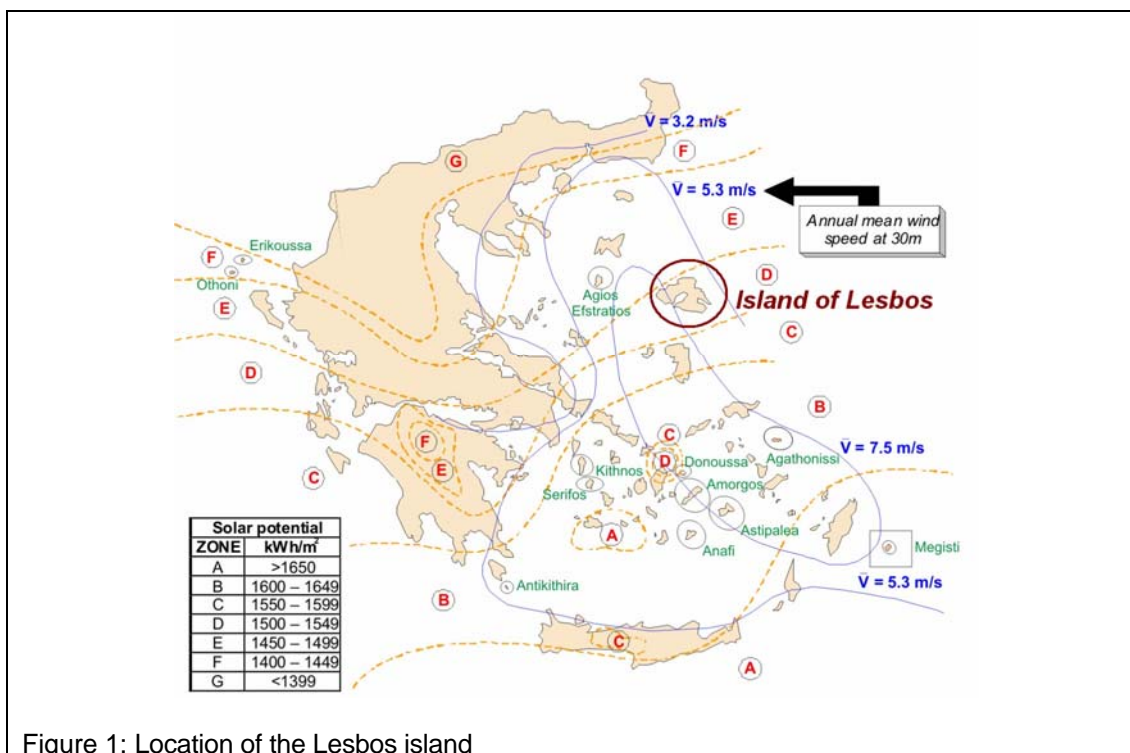 V̄ = 3.2 m/s
G
F
V̄ = 5.3 m/s
Annual mean wind
speed at 30m
E
F
Erikoussa
Othoni
D
Agios
Efstratios
Island of Lesbos
E
C
D
B
F
C
V̄ = 7.5 m/s
Agathonissi
E
D
Kithnos
Donoussa
C
Serifos
Amorgos
A
Astipalea
Anafi
Megisti
V̄ = 5.3 m/s
Antikithira
B
C
A
Solar potential
ZONE kWh/m²
A >1650
B 1600 – 1649
C 1550 – 1599
D 1500 – 1549
E 1450 – 1499
F 1400 – 1449
G <1399
Figure 1: Location of the Lesbos island